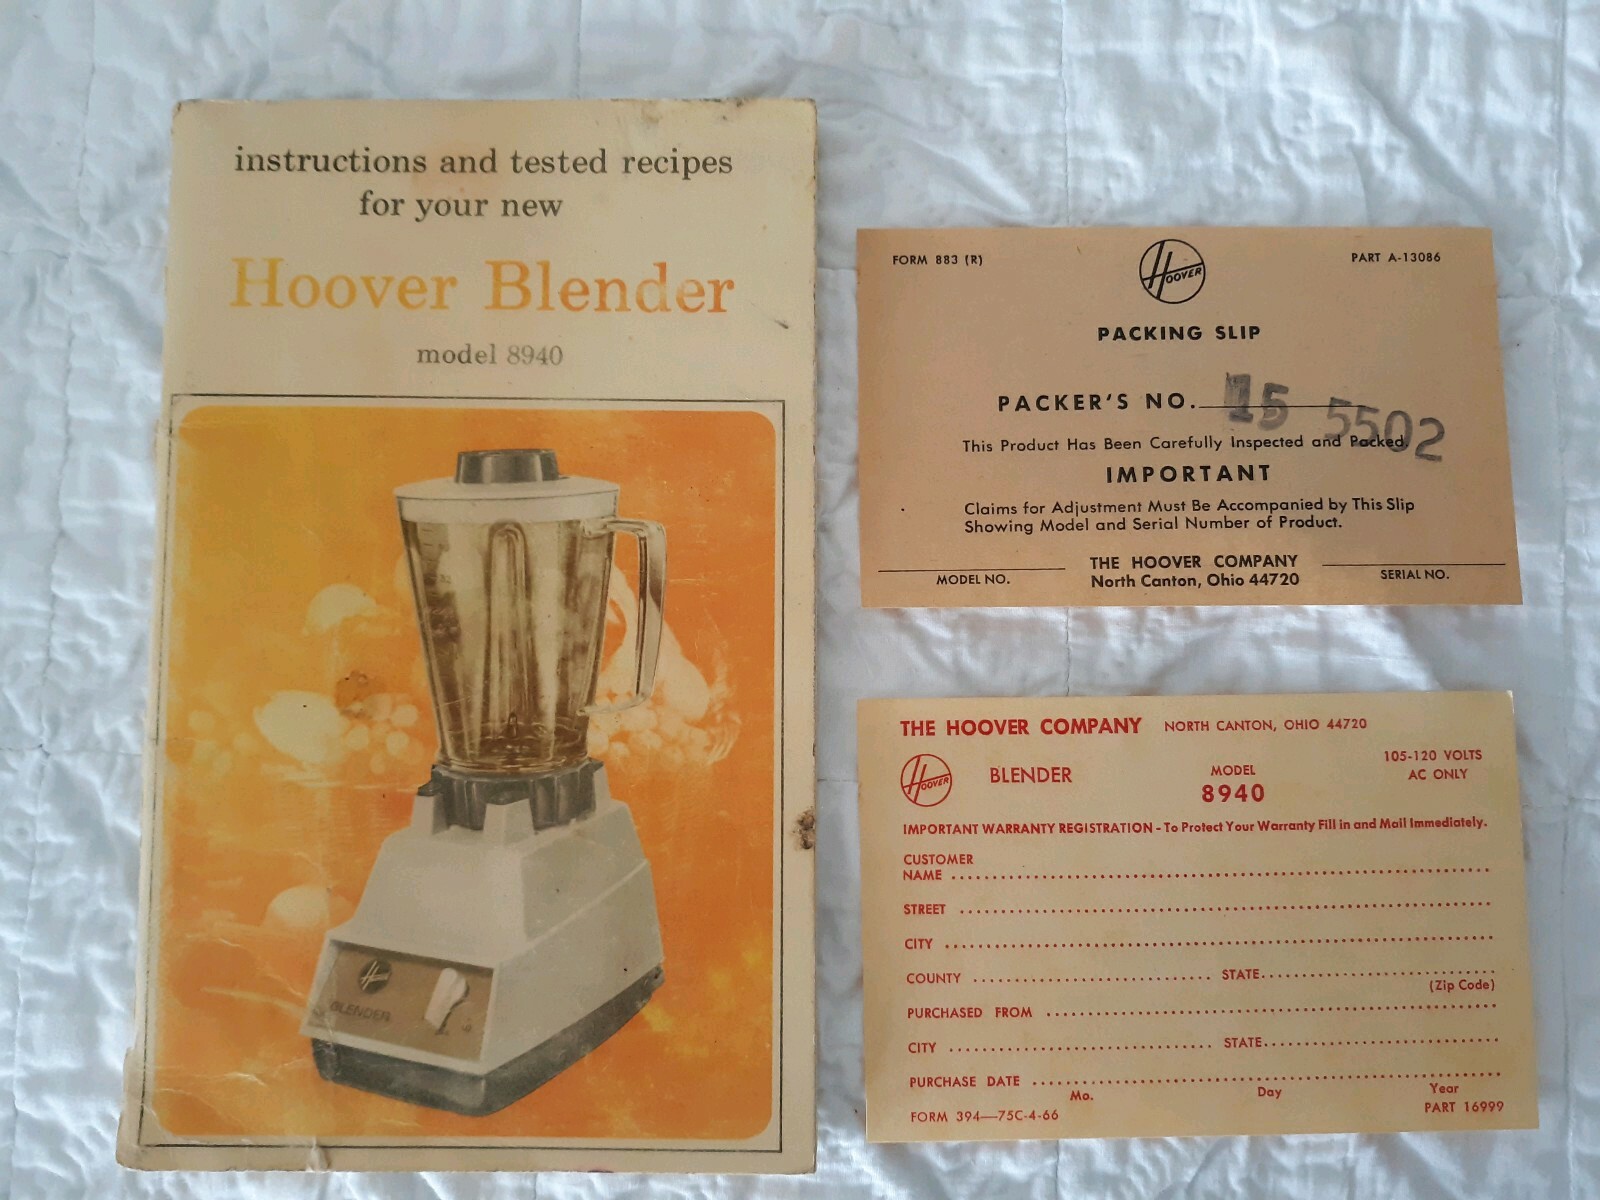 instructions and tested recipes
for your new
Hoover Blender
model 8940
BLENDER
FORM 883 (R)
HOOVER
PART A-13086
PACKING SLIP
PACKER'S NO. 15 5502
This Product Has Been Carefully Inspected and Packed.
IMPORTANT
Claims for Adjustment Must Be Accompanied by This Slip
Showing Model and Serial Number of Product.
THE HOOVER COMPANY
MODEL NO. North Canton, Ohio 44720 SERIAL NO.
THE HOOVER COMPANY NORTH CANTON, OHIO 44720
105-120 VOLTS
HOOVER BLENDER MODEL AC ONLY
8940
IMPORTANT WARRANTY REGISTRATION - To Protect Your Warranty Fill in and Mail Immediately.
CUSTOMER
NAME
STREET
CITY
COUNTY STATE
(Zip Code)
PURCHASED FROM
CITY STATE
PURCHASE DATE
Mo. Day Year
FORM 394—75C-4-66 PART 16999